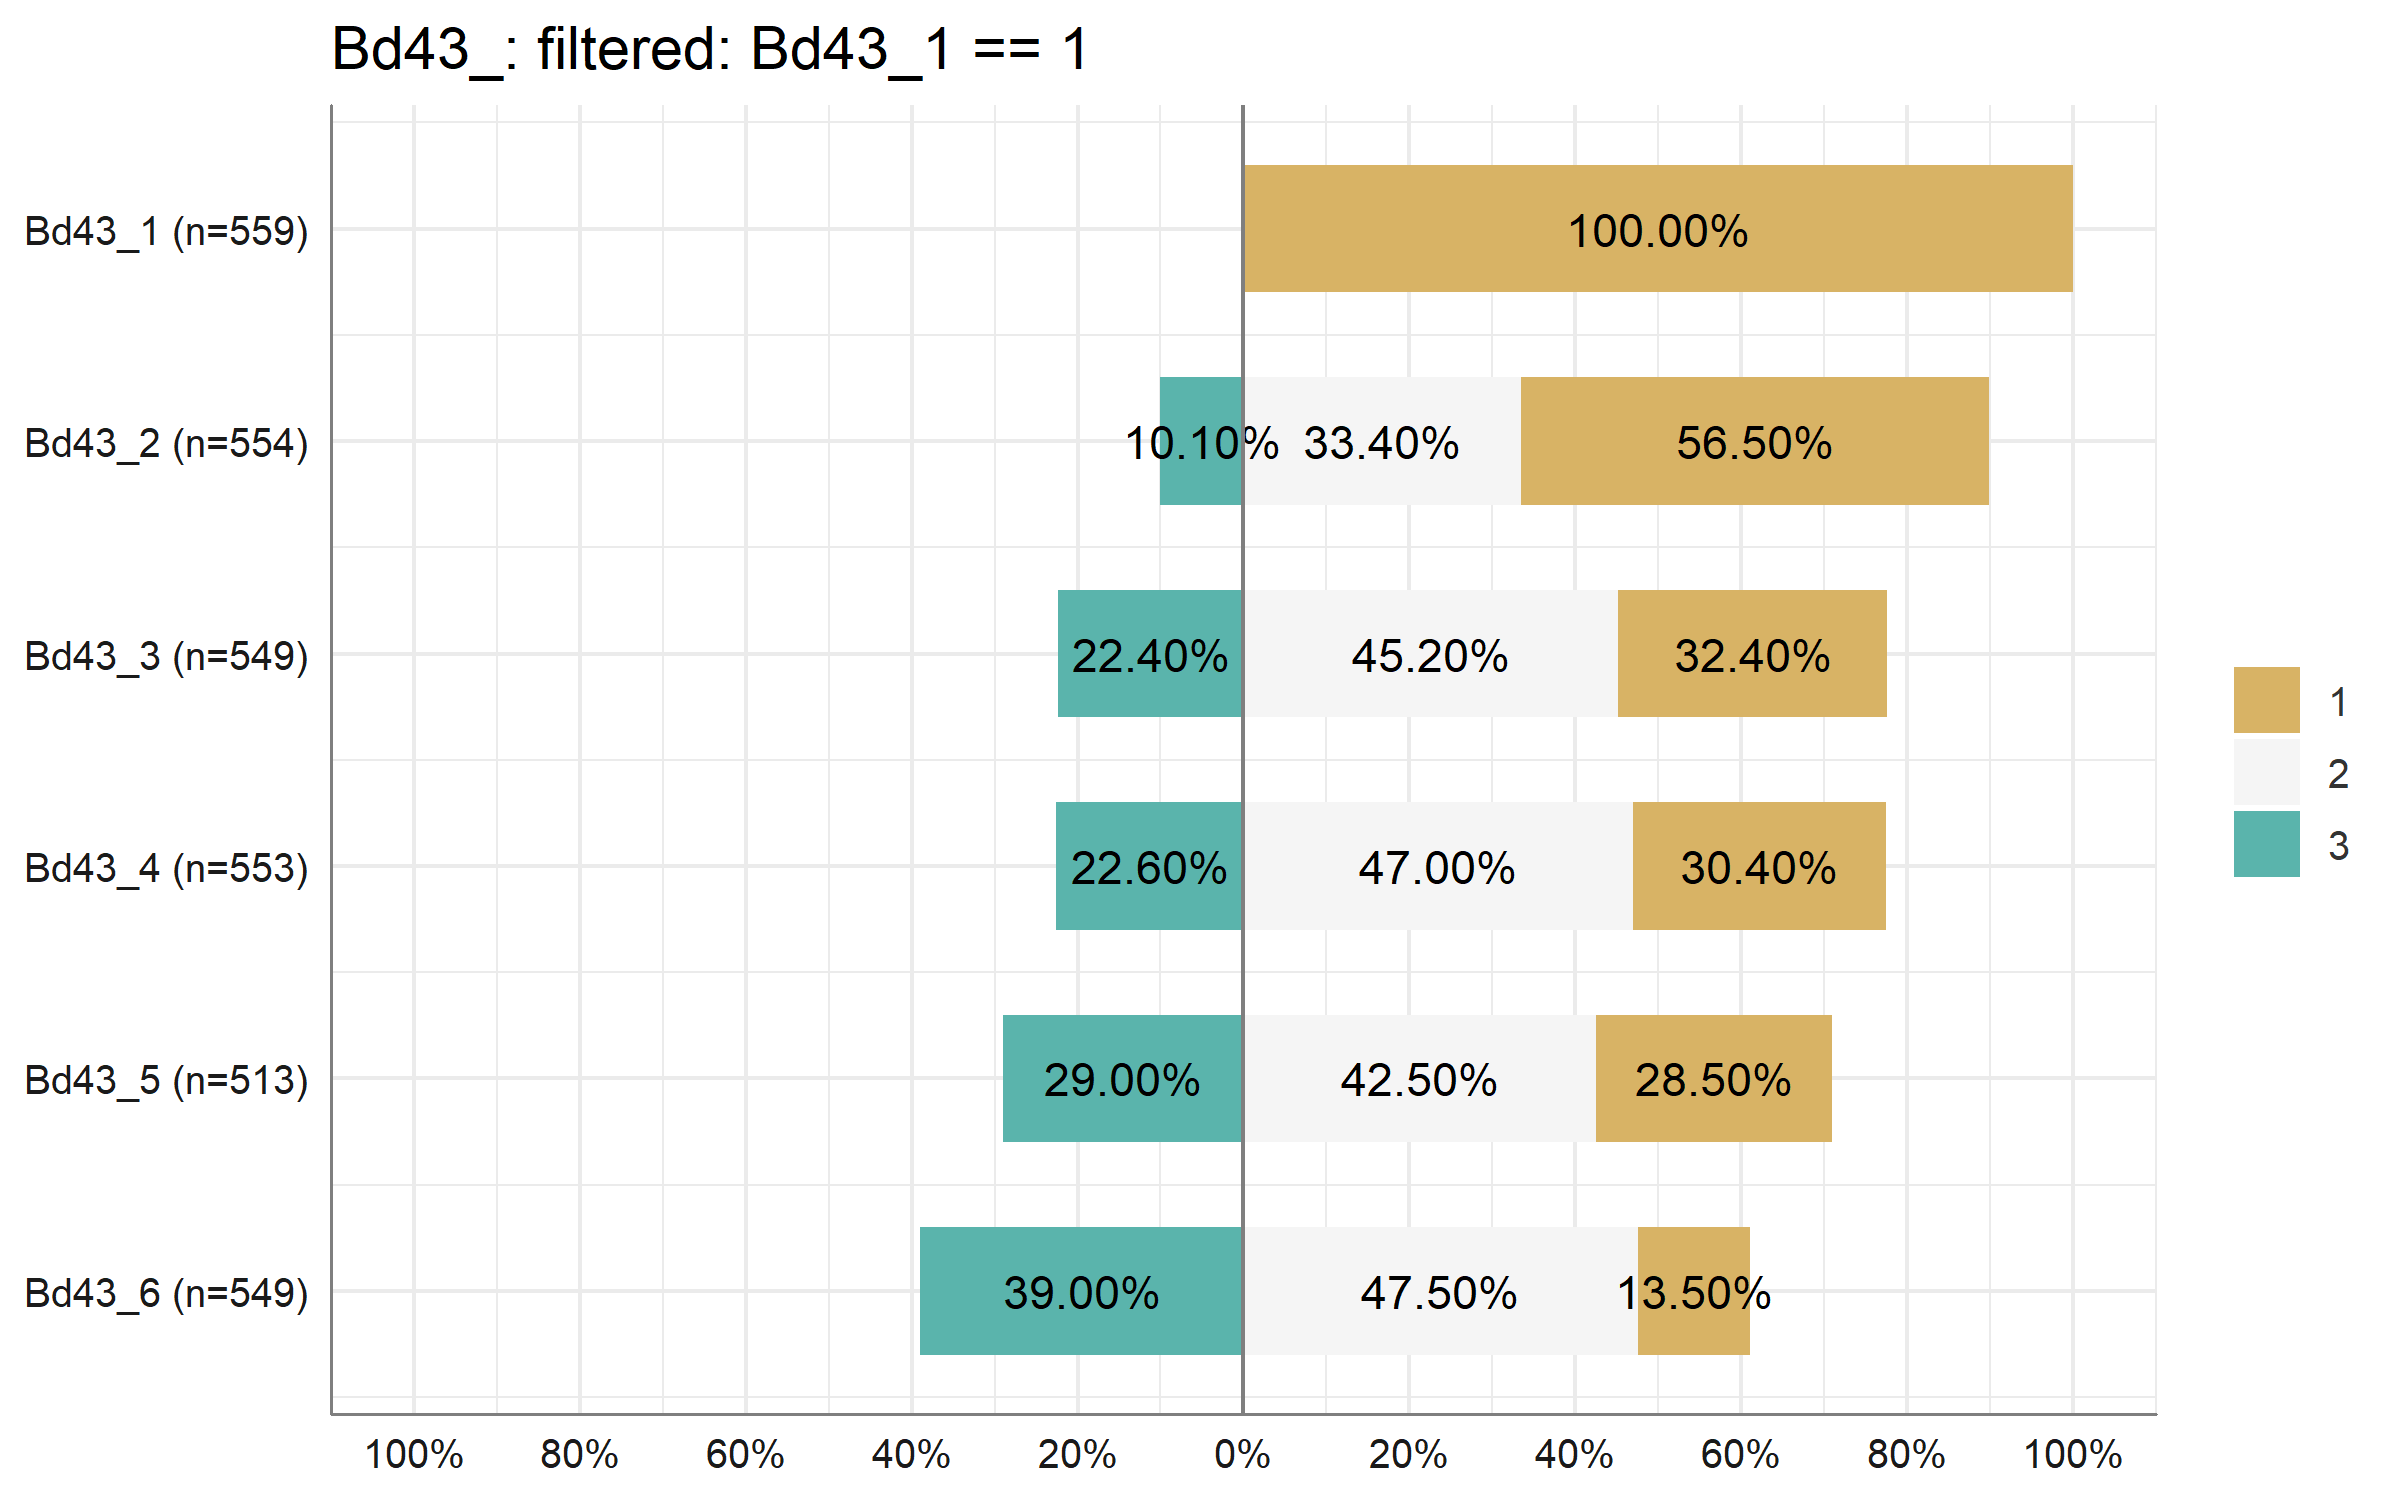 Bd43_: filtered: Bd43_1 == 1
Bd43_1 (n=559)
100.00%
Bd43_2 (n=554)
10.10% 33.40% 56.50%
Bd43_3 (n=549)
22.40% 45.20% 32.40%
Bd43_4 (n=553)
22.60% 47.00% 30.40%
Bd43_5 (n=513)
29.00% 42.50% 28.50%
Bd43_6 (n=549)
39.00% 47.50% 13.50%
100% 80% 60% 40% 20% 0% 20% 40% 60% 80% 100%
1
2
3